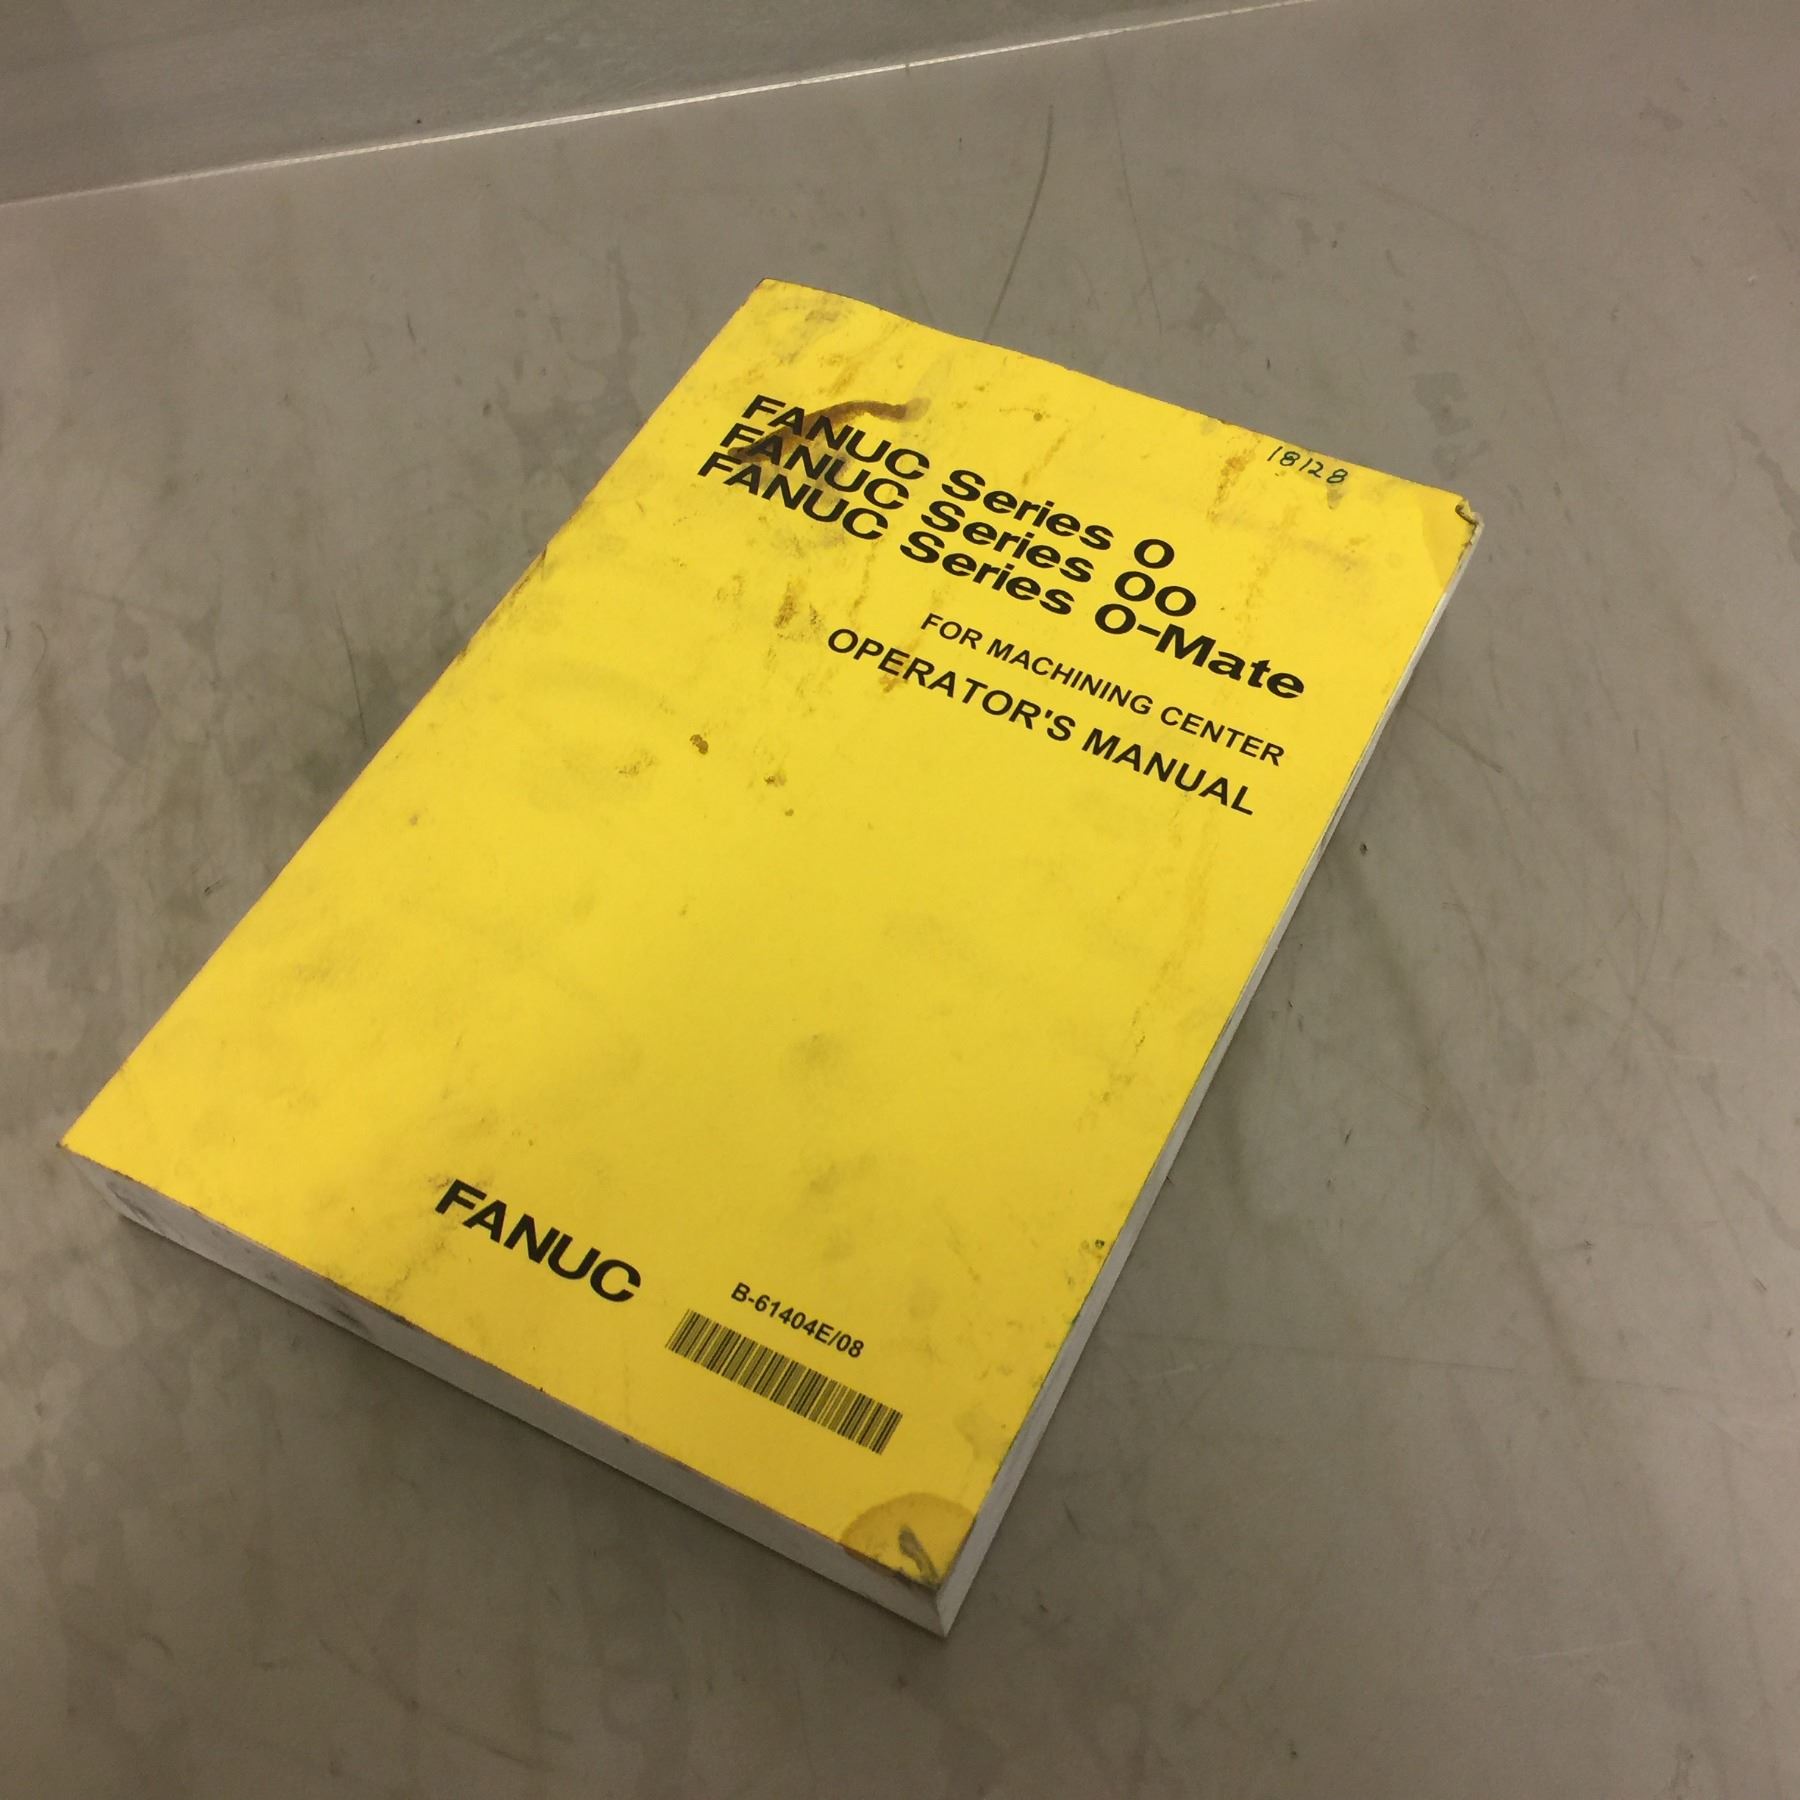 18128
FANUC Series 0
FANUC Series 00
FANUC Series 0-Mate
FOR MACHINING CENTER
OPERATOR'S MANUAL
FANUC
B-61404E/08